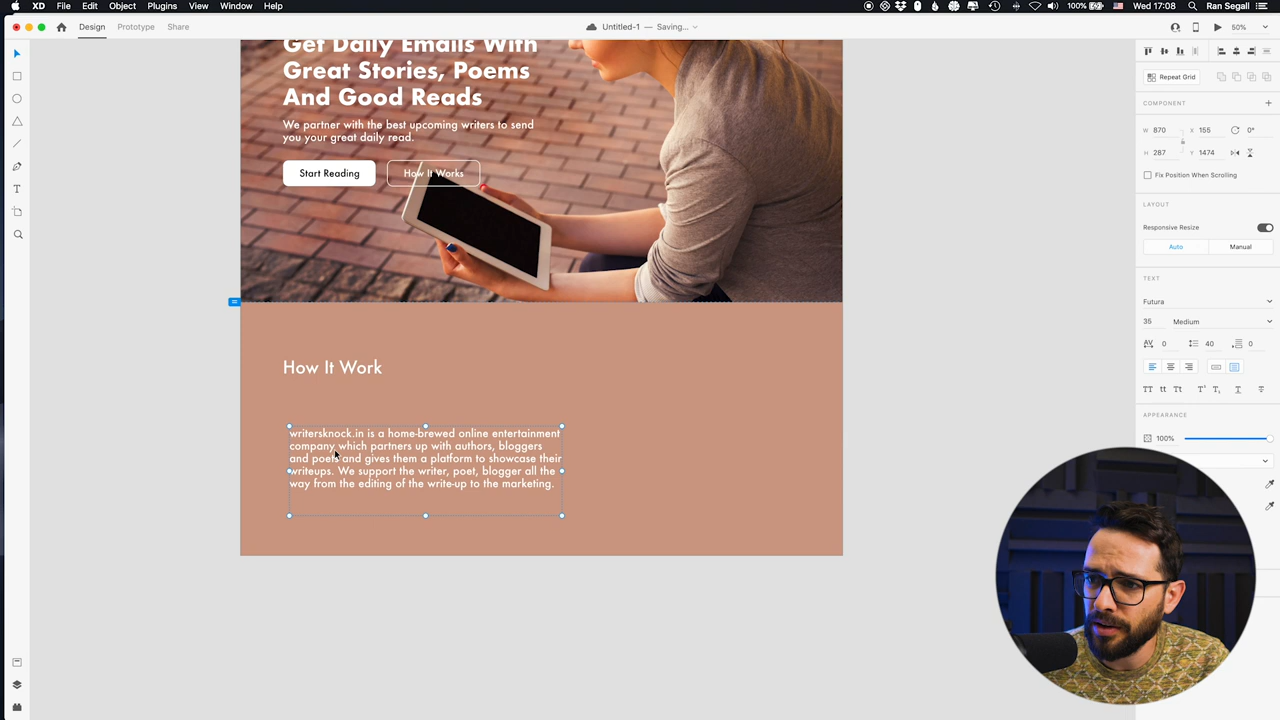 XD File Edit Object Plugins View Window Help
100% Wed 17:08 Ran Segall
Design Prototype Share
Untitled-1 — Saving...
50%
Get Daily Emails With
Great Stories, Poems
And Good Reads
We partner with the best upcoming writers to send
you your great daily read.
Start Reading
How It Works
How It Work
writersknock.in is a home-brewed online entertainment
company which partners up with authors, bloggers
and poets and gives them a platform to showcase their
writeups. We support the writer, poet, blogger all the
way from the editing of the write-up to the marketing.
Repeat Grid
COMPONENT
W 870 X 155 0°
H 287 Y 1474
Fix Position When Scrolling
LAYOUT
Responsive Resize
Auto Manual
TEXT
Futura
35 Medium
AV 0 40 0
TT tt Tt T¹ T₁ T T
APPEARANCE
100%